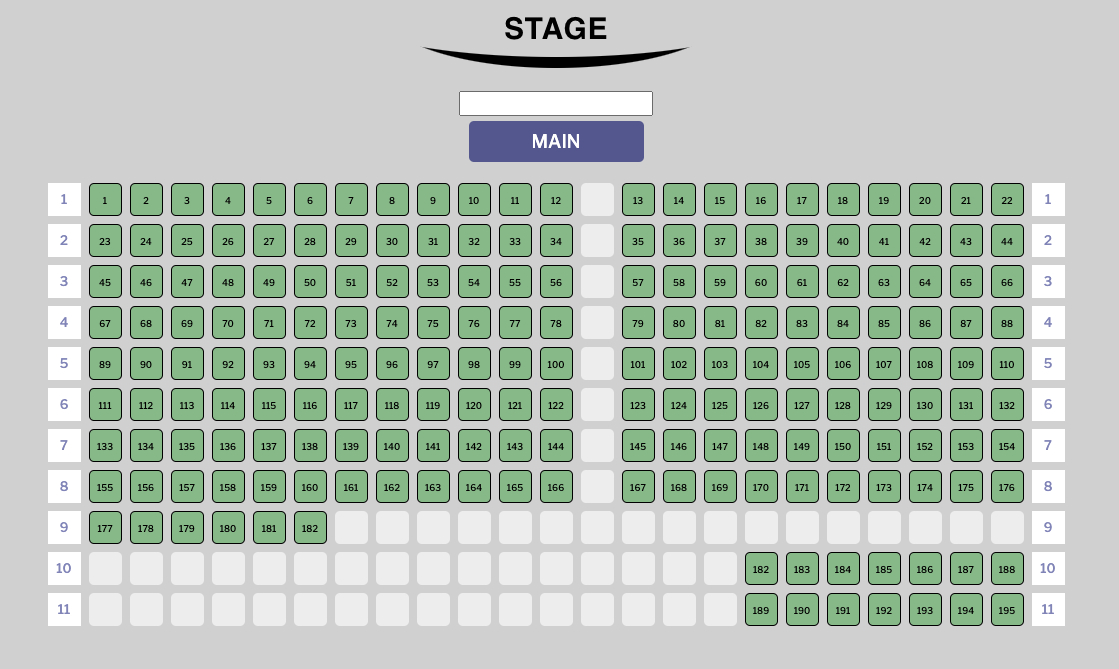 STAGE
MAIN
1 1 2 3 4 5 6 7 8 9 10 11 12 13 14 15 16 17 18 19 20 21 22 1
2 23 24 25 26 27 28 29 30 31 32 33 34 35 36 37 38 39 40 41 42 43 44 2
3 45 46 47 48 49 50 51 52 53 54 55 56 57 58 59 60 61 62 63 64 65 66 3
4 67 68 69 70 71 72 73 74 75 76 77 78 79 80 81 82 83 84 85 86 87 88 4
5 89 90 91 92 93 94 95 96 97 98 99 100 101 102 103 104 105 106 107 108 109 110 5
6 111 112 113 114 115 116 117 118 119 120 121 122 123 124 125 126 127 128 129 130 131 132 6
7 133 134 135 136 137 138 139 140 141 142 143 144 145 146 147 148 149 150 151 152 153 154 7
8 155 156 157 158 159 160 161 162 163 164 165 166 167 168 169 170 171 172 173 174 175 176 8
9 177 178 179 180 181 182 9
10 182 183 184 185 186 187 188 10
11 189 190 191 192 193 194 195 11